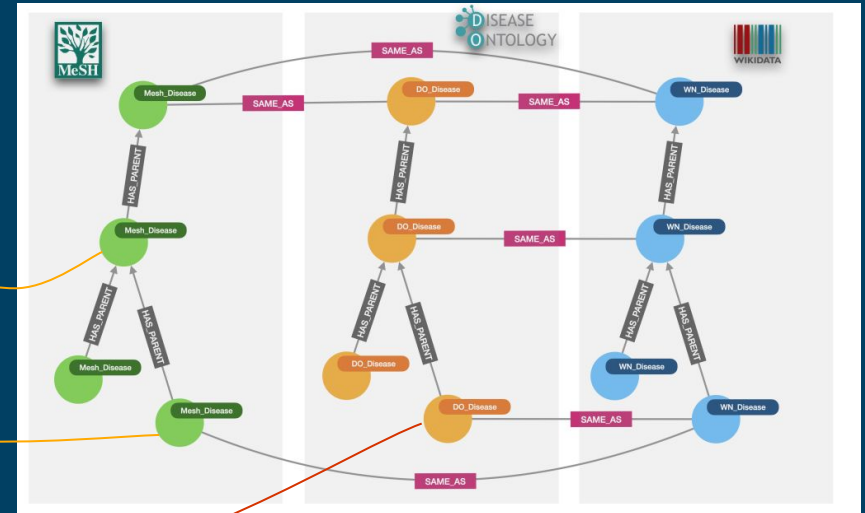 MeSH
DISEASE
ONTOLOGY
WIKIDATA
SAME_AS
Mesh_Disease
SAME_AS
DO_Disease
SAME_AS
WN_Disease
HAS_PARENT
HAS_PARENT
HAS_PARENT
Mesh_Disease
DO_Disease
SAME_AS
WN_Disease
HAS_PARENT
HAS_PARENT
HAS_PARENT
HAS_PARENT
HAS_PARENT
HAS_PARENT
Mesh_Disease
DO_Disease
WN_Disease
Mesh_Disease
DO_Disease
SAME_AS
WN_Disease
SAME_AS